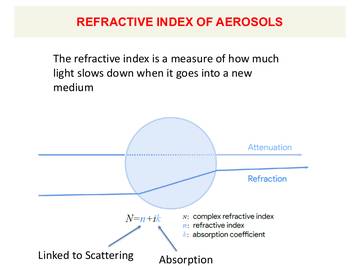 REFRACTIVE INDEX OF AEROSOLS
The refractive index is a measure of how much
light slows down when it goes into a new
medium
Attenuation
Refraction
N=n+ik
N: complex refractive index
n: refractive index
k: absorption coefficient
Linked to Scattering
Absorption